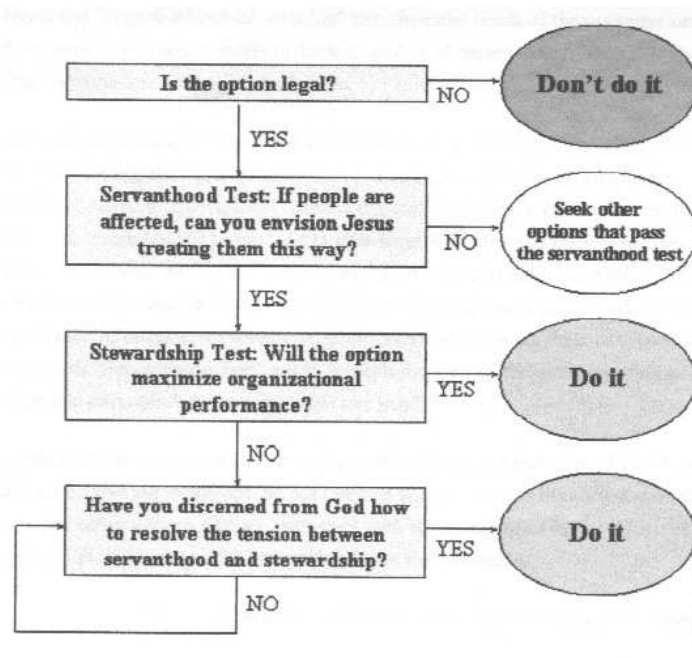 Is the option legal?
NO
Don't do it
YES
Servanthood Test: If people are
affected, can you envision Jesus
treating them this way?
NO
Seek other
options that pass
the servanthood test
YES
Stewardship Test: Will the option
maximize organizational
performance?
YES
Do it
NO
Have you discerned from God how
to resolve the tension between
servanthood and stewardship?
YES
Do it
NO